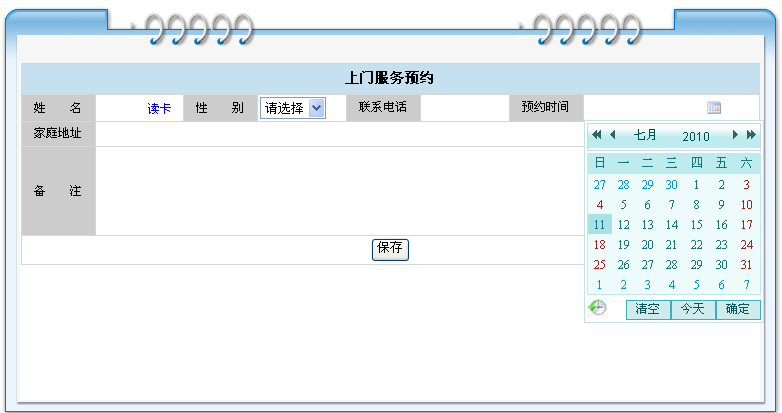 上门服务预约
姓 名 读卡 性 别 请选择 联系电话 预约时间
家庭地址
备 注
保存
七月 2010
日 一 二 三 四 五 六
27 28 29 30 1 2 3
4 5 6 7 8 9 10
11 12 13 14 15 16 17
18 19 20 21 22 23 24
25 26 27 28 29 30 31
1 2 3 4 5 6 7
清空 今天 确定